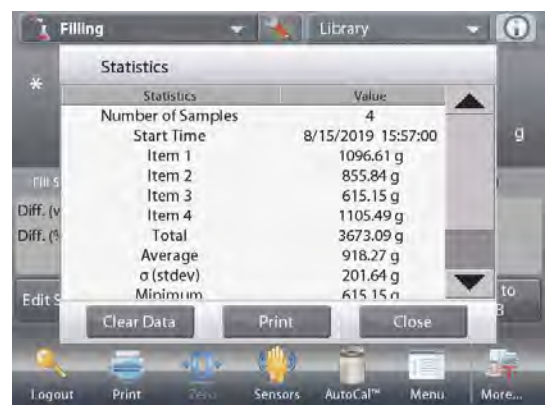 Filling Library
Statistics
*
Statistics Value
Number of Samples 4
Start Time 8/15/2019 15:57:00
g
Item 1 1096.61 g
Item 2 855.84 g
Item 3 615.15 g
Item 4 1105.49 g
Diff. (
Total 3673.09 g
Diff. (%
Average 918.27 g
σ (stdev) 201.64 g
Minimum 615.15 g
Edit S to
Clear Data Print Close
Logout Print Zero Sensors AutoCal™ Menu More...